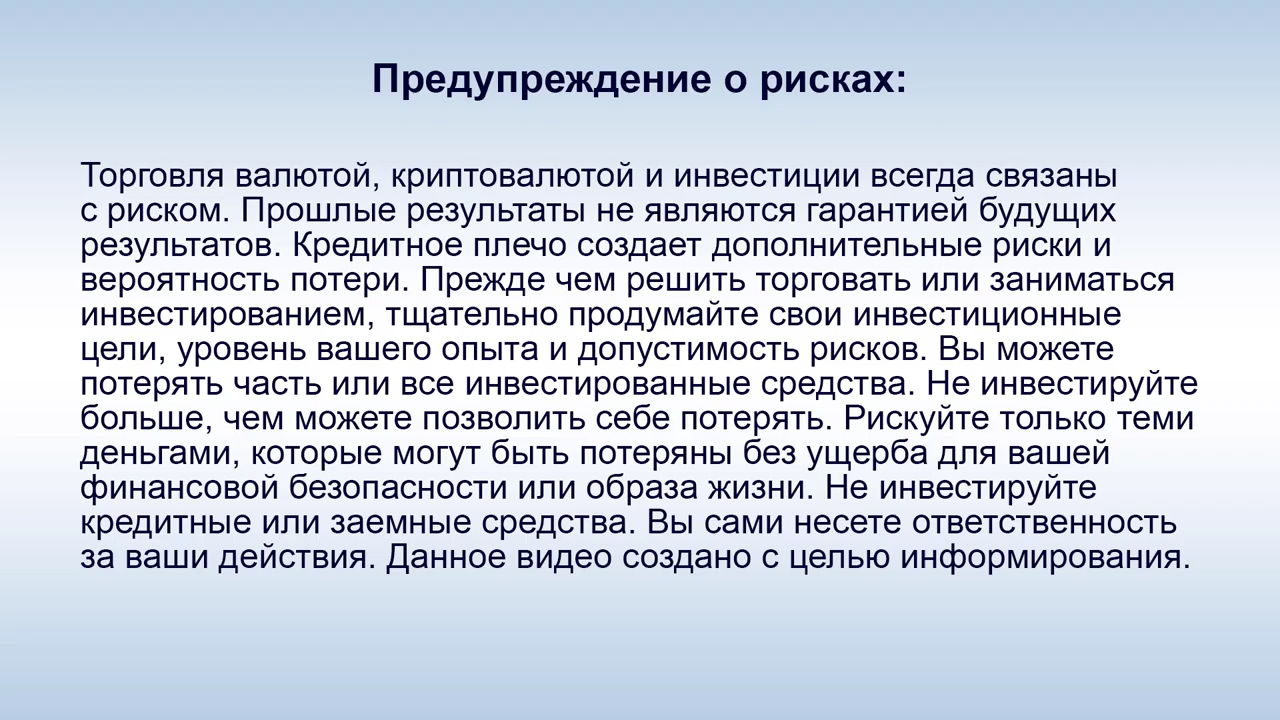 Предупреждение о рисках:
Торговля валютой, криптовалютой и инвестиции всегда связаны
с риском. Прошлые результаты не являются гарантией будущих
результатов. Кредитное плечо создает дополнительные риски и
вероятность потери. Прежде чем решить торговать или заниматься
инвестированием, тщательно продумайте свои инвестиционные
цели, уровень вашего опыта и допустимость рисков. Вы можете
потерять часть или все инвестированные средства. Не инвестируйте
больше, чем можете позволить себе потерять. Рискуйте только теми
деньгами, которые могут быть потеряны без ущерба для вашей
финансовой безопасности или образа жизни. Не инвестируйте
кредитные или заемные средства. Вы сами несете ответственность
за ваши действия. Данное видео создано с целью информирования.